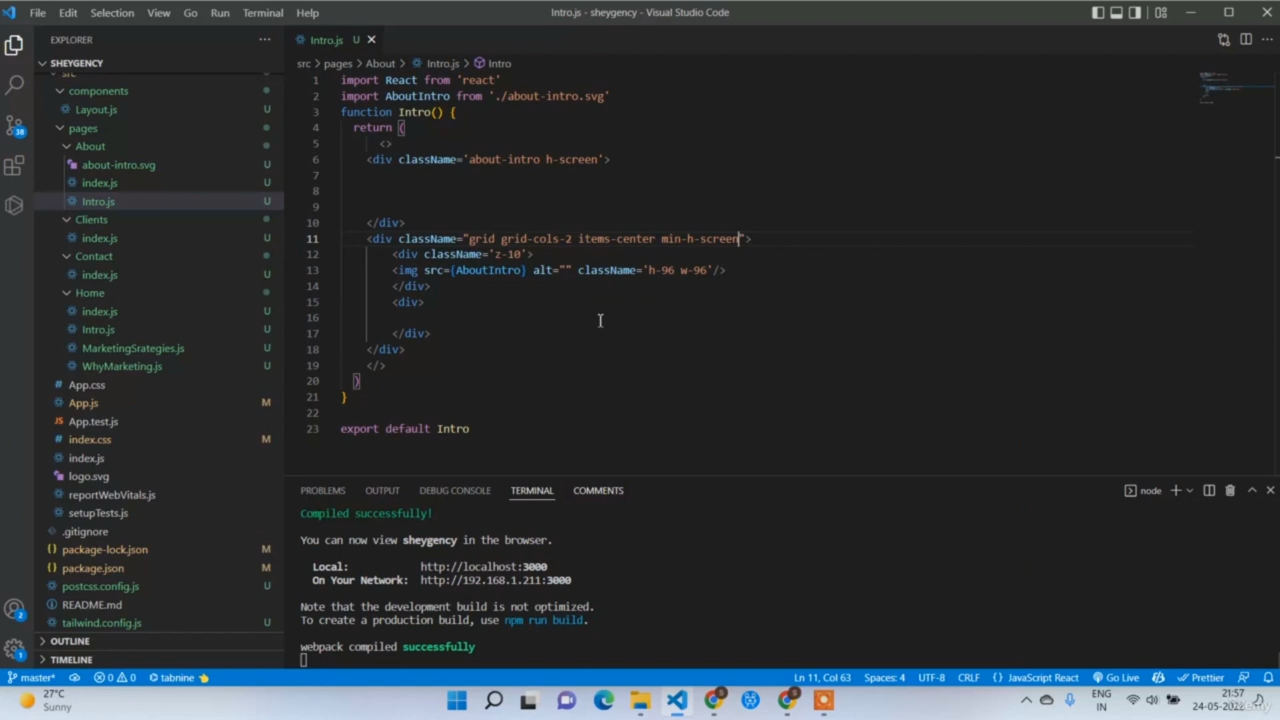 File Edit Selection View Go Run Terminal Help
Intro.js - sheygency - Visual Studio Code
EXPLORER
Intro.js U
SHEYGENCY
src > pages > About > Intro.js > Intro
src
components
Layout.js U
pages
About
about-intro.svg U
index.js U
Intro.js U
Clients
index.js U
Contact
index.js U
Home
index.js U
Intro.js U
MarketingSrategies.js U
WhyMarketing.js U
App.css
App.js M
App.test.js
index.css M
index.js
logo.svg
reportWebVitals.js
setupTests.js
.gitignore
package-lock.json M
package.json M
postcss.config.js U
README.md
tailwind.config.js U
OUTLINE
TIMELINE
1 import React from 'react'
2 import AboutIntro from './about-intro.svg'
3 function Intro() {
4 return (
5 <>
6 <div className='about-intro h-screen'>
7
8
9
10 </div>
11 <div className="grid grid-cols-2 items-center min-h-screen">
12 <div className='z-10'>
13 <img src={AboutIntro} alt="" className='h-96 w-96'/>
14 </div>
15 <div>
16
17 </div>
18 </div>
19 </>
20 )
21 }
22
23 export default Intro
PROBLEMS OUTPUT DEBUG CONSOLE TERMINAL COMMENTS
node
Compiled successfully!
You can now view sheygency in the browser.
Local: http://localhost:3000
On Your Network: http://192.168.1.211:3000
Note that the development build is not optimized.
To create a production build, use npm run build.
webpack compiled successfully
master* 0 0 tabnine
Ln 11, Col 63 Spaces: 4 UTF-8 CRLF {} JavaScript React Go Live Prettier
27°C
Sunny
ENG
IN
21:57
24-05-2022